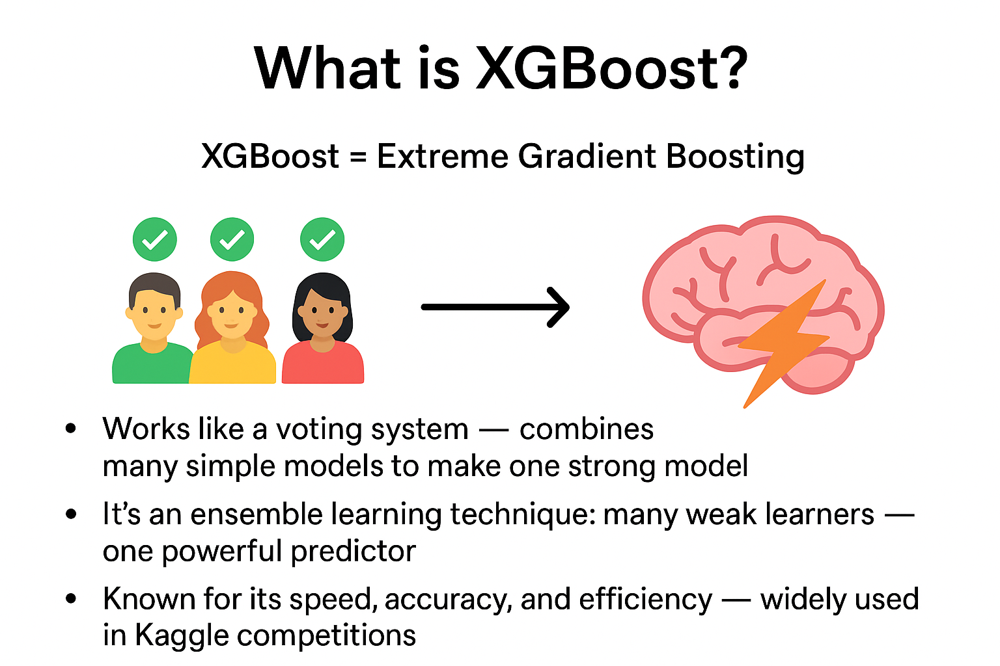 What is XGBoost?
XGBoost = Extreme Gradient Boosting
• Works like a voting system — combines
many simple models to make one strong model
• It’s an ensemble learning technique: many weak learners —
one powerful predictor
• Known for its speed, accuracy, and efficiency — widely used
in Kaggle competitions